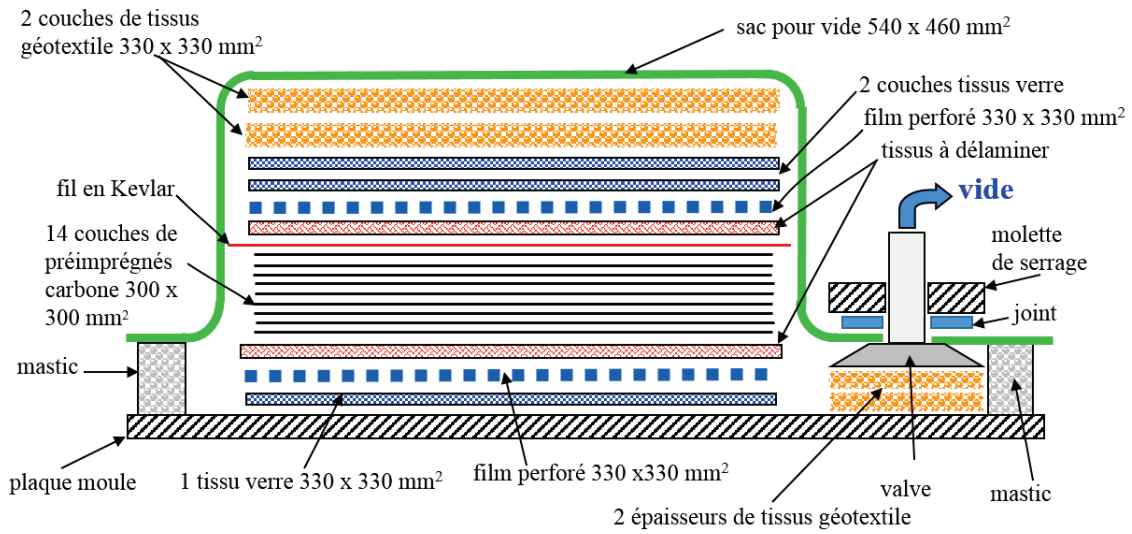 2 couches de tissus
géotextile 330 x 330 mm²
sac pour vide 540 x 460 mm²
2 couches tissus verre
film perforé 330 x 330 mm²
tissus à délaminer
fil en Kevlar
vide
14 couches de
préimprégnés
carbone 300 x
300 mm²
molette
de serrage
joint
mastic
plaque moule
1 tissu verre 330 x 330 mm²
film perforé 330 x330 mm²
valve
mastic
2 épaisseurs de tissus géotextile